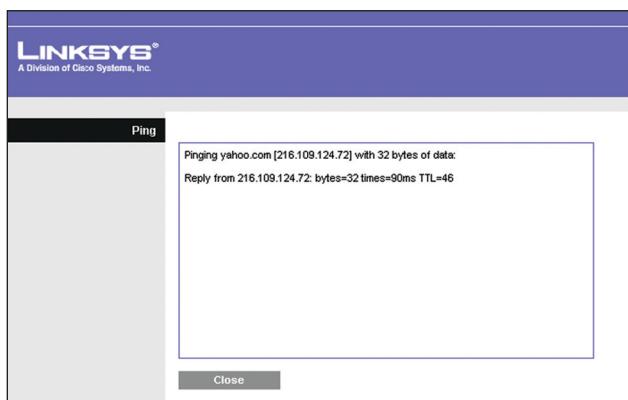 LINKSYS®
A Division of Cisco Systems, Inc.
Ping
Pinging yahoo.com [216.109.124.72] with 32 bytes of data:
Reply from 216.109.124.72: bytes=32 times=90ms TTL=46
Close